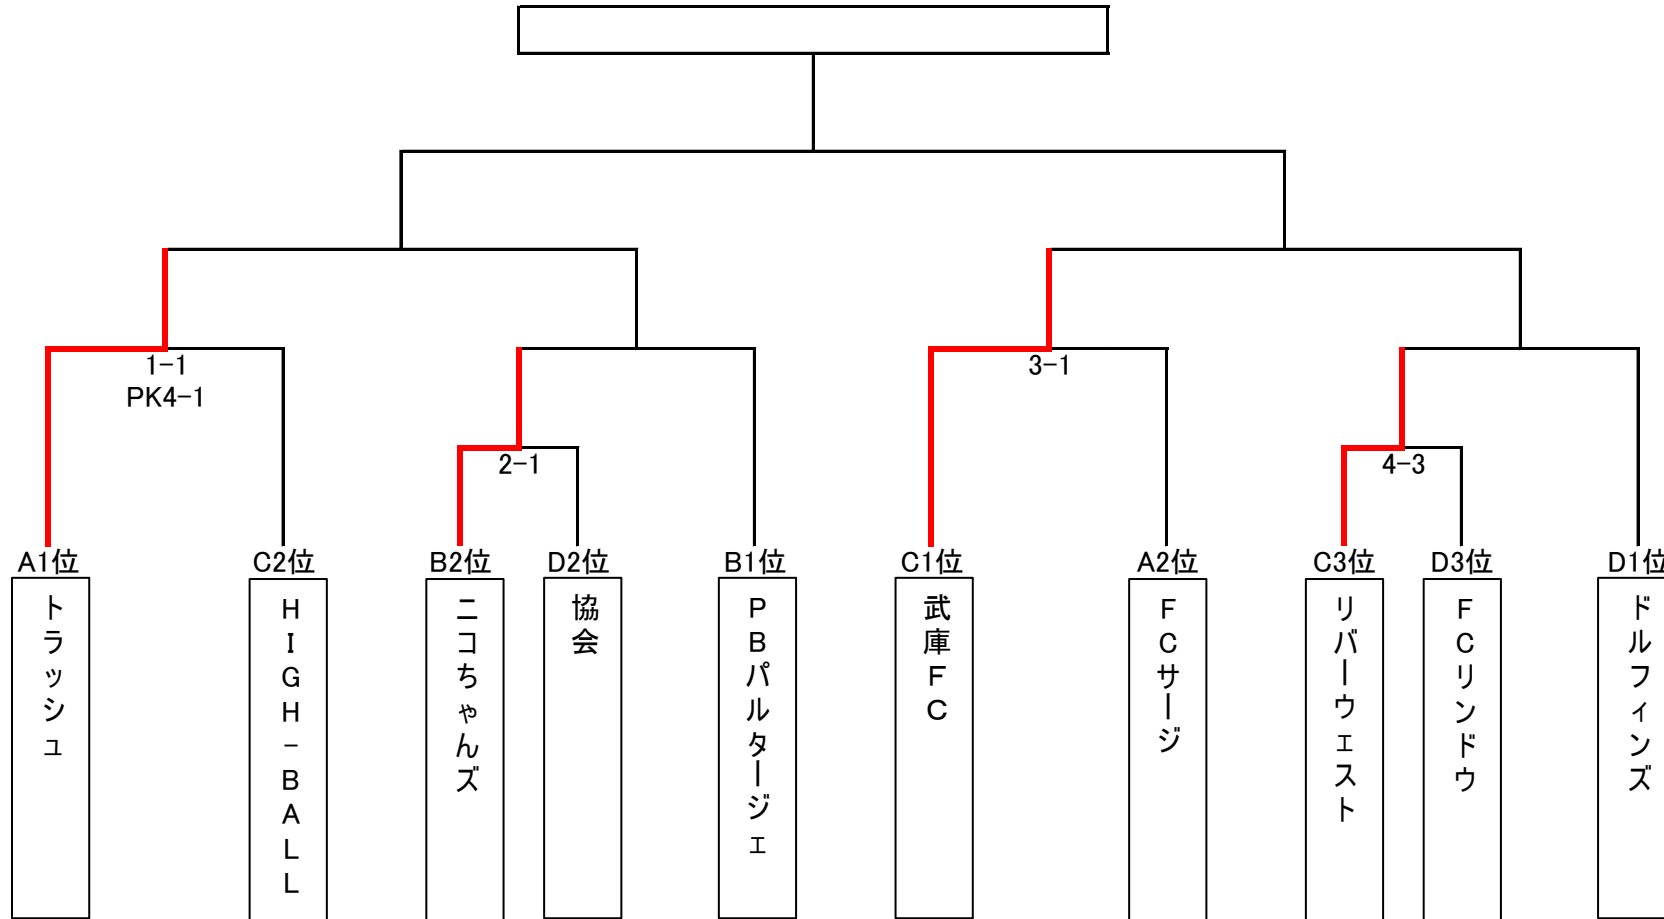 1-1
PK4-1
3-1
2-1
4-3
A1位
C2位
B2位
D2位
B1位
C1位
A2位
C3位
D3位
D1位
トラッシュ
HIGH-BALL
ニコちゃんズ
協会
PBパルタージェ
武庫FC
FCサージ
リバーウェスト
FCリンドウ
ドルフィンズ